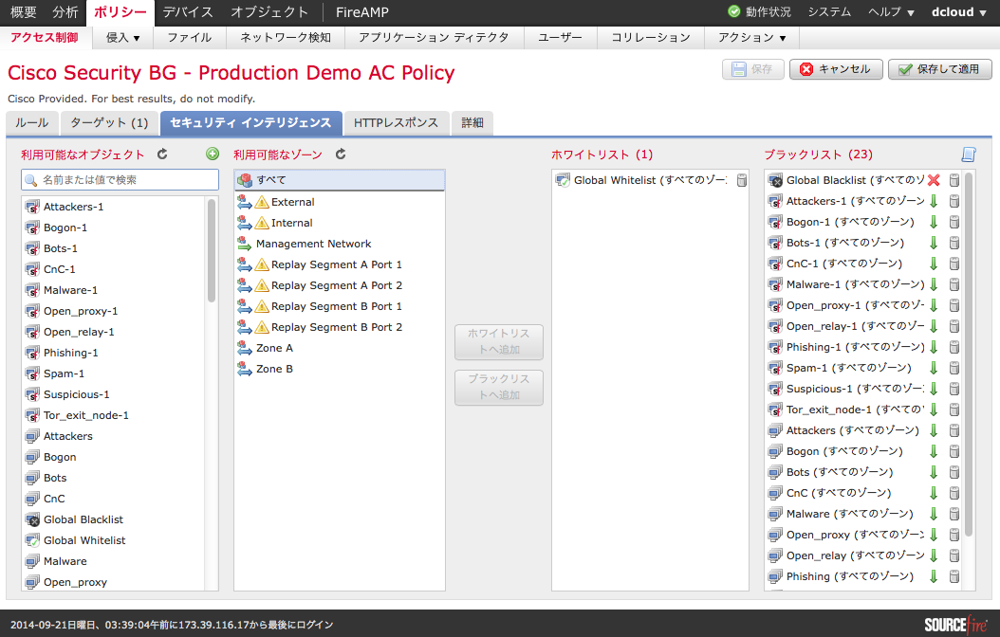 概要 分析 ポリシー デバイス オブジェクト FireAMP 動作状況 システム ヘルプ ▼ dcloud ▼
アクセス制御 侵入 ▼ ファイル ネットワーク検知 アプリケーション ディテクタ ユーザー コリレーション アクション ▼
Cisco Security BG - Production Demo AC Policy 保存 キャンセル 保存して適用
Cisco Provided. For best results, do not modify.
ルール ターゲット (1) セキュリティ インテリジェンス HTTPレスポンス 詳細
利用可能なオブジェクト
名前または値で検索
Attackers-1
Bogon-1
Bots-1
CnC-1
Malware-1
Open_proxy-1
Open_relay-1
Phishing-1
Spam-1
Suspicious-1
Tor_exit_node-1
Attackers
Bogon
Bots
CnC
Global Blacklist
Global Whitelist
Malware
Open_proxy
利用可能なゾーン
すべて
External
Internal
Management Network
Replay Segment A Port 1
Replay Segment A Port 2
Replay Segment B Port 1
Replay Segment B Port 2
Zone A
Zone B
ホワイトリス
トへ追加
ブラックリス
トへ追加
ホワイトリスト (1)
Global Whitelist (すべてのゾー
ブラックリスト (23)
Global Blacklist (すべてのゾ
Attackers-1 (すべてのゾーン
Bogon-1 (すべてのゾーン)
Bots-1 (すべてのゾーン)
CnC-1 (すべてのゾーン)
Malware-1 (すべてのゾーン)
Open_proxy-1 (すべてのゾ
Open_relay-1 (すべてのゾー
Phishing-1 (すべてのゾーン)
Spam-1 (すべてのゾーン)
Suspicious-1 (すべてのゾー
Tor_exit_node-1 (すべての
Attackers (すべてのゾーン)
Bogon (すべてのゾーン)
Bots (すべてのゾーン)
CnC (すべてのゾーン)
Malware (すべてのゾーン)
Open_proxy (すべてのゾー
Open_relay (すべてのゾーン
Phishing (すべてのゾーン)
2014-09-21日曜日、03:39:04午前に173.39.116.17から最後にログイン SOURCEfire